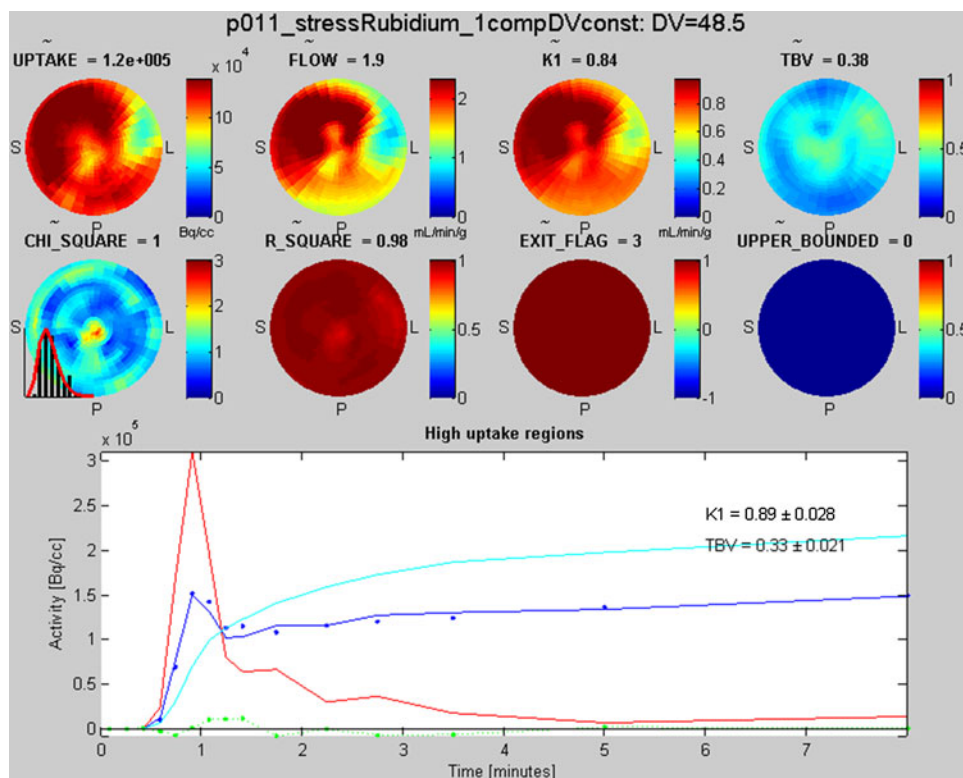 p011_stressRubidium_1compDVconst: DV=48.5
~ ~ ~ ~
UPTAKE = 1.2e+005 x 10^4 FLOW = 1.9 K1 = 0.84 TBV = 0.38
S L
P
10
5
0
Bq/cc
2
1
0
mL/min/g
0.8
0.6
0.4
0.2
0
mL/min/g
S L
P
1
0.5
0
~ ~ ~ ~
CHI_SQUARE = 1 R_SQUARE = 0.98 EXIT_FLAG = 3 UPPER_BOUNDED = 0
S L
P
3
2
1
0
P
1
0.5
0
P
1
0
-1
S L
P
1
0.5
0
High uptake regions
x 10^5
3
2.5
2
1.5
1
0.5
0
Activity [Bq/cc]
K1 = 0.89 ± 0.028
TBV = 0.33 ± 0.021
0 1 2 3 4 5 6 7 8
Time [minutes]